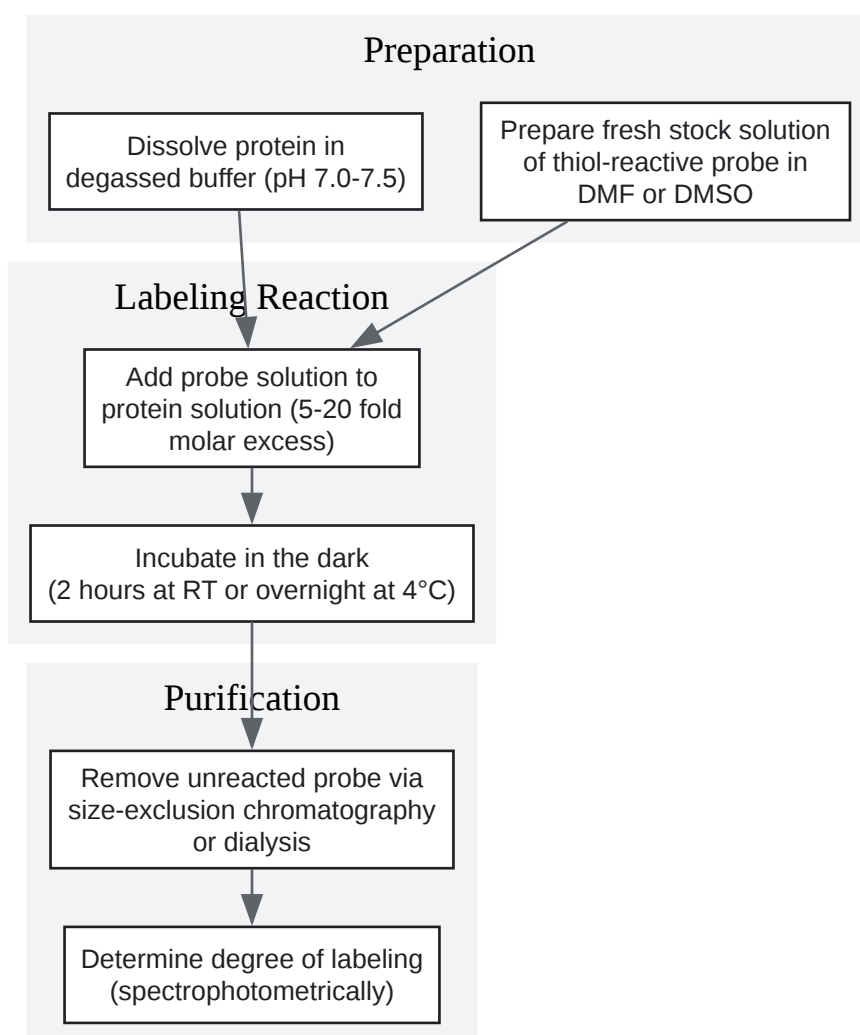 Preparation
Dissolve protein in
degassed buffer (pH 7.0-7.5)
Prepare fresh stock solution
of thiol-reactive probe in
DMF or DMSO
Labeling Reaction
Add probe solution to
protein solution (5-20 fold
molar excess)
Incubate in the dark
(2 hours at RT or overnight at 4°C)
Purification
Remove unreacted probe via
size-exclusion chromatography
or dialysis
Determine degree of labeling
(spectrophotometrically)